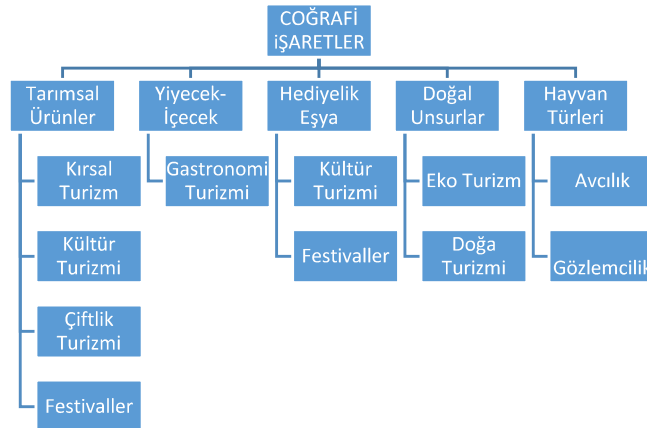 COĞRAFİ
iŞARETLER
Tarımsal
Ürünler
Yiyecek-
İçecek
Hediyelik
Eşya
Doğal
Unsurlar
Hayvan
Türleri
Kırsal
Turizm
Kültür
Turizmi
Çiftlik
Turizmi
Festivaller
Gastronomi
Turizmi
Kültür
Turizmi
Festivaller
Eko Turizm
Doğa
Turizmi
Avcılık
Gözlemcilik